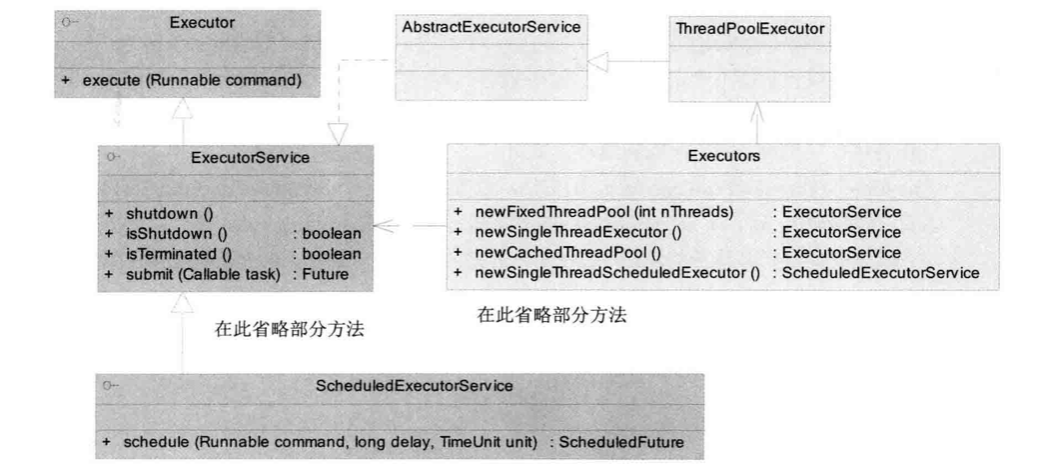 Executor
+ execute (Runnable command)
AbstractExecutorService
ThreadPoolExecutor
ExecutorService
+ shutdown ()
+ isShutdown () : boolean
+ isTerminated () : boolean
+ submit (Callable task) : Future
Executors
+ newFixedThreadPool (int nThreads) : ExecutorService
+ newSingleThreadExecutor () : ExecutorService
+ newCachedThreadPool () : ExecutorService
+ newSingleThreadScheduledExecutor () : ScheduledExecutorService
在此省略部分方法
在此省略部分方法
ScheduledExecutorService
+ schedule (Runnable command, long delay, TimeUnit unit) : ScheduledFuture